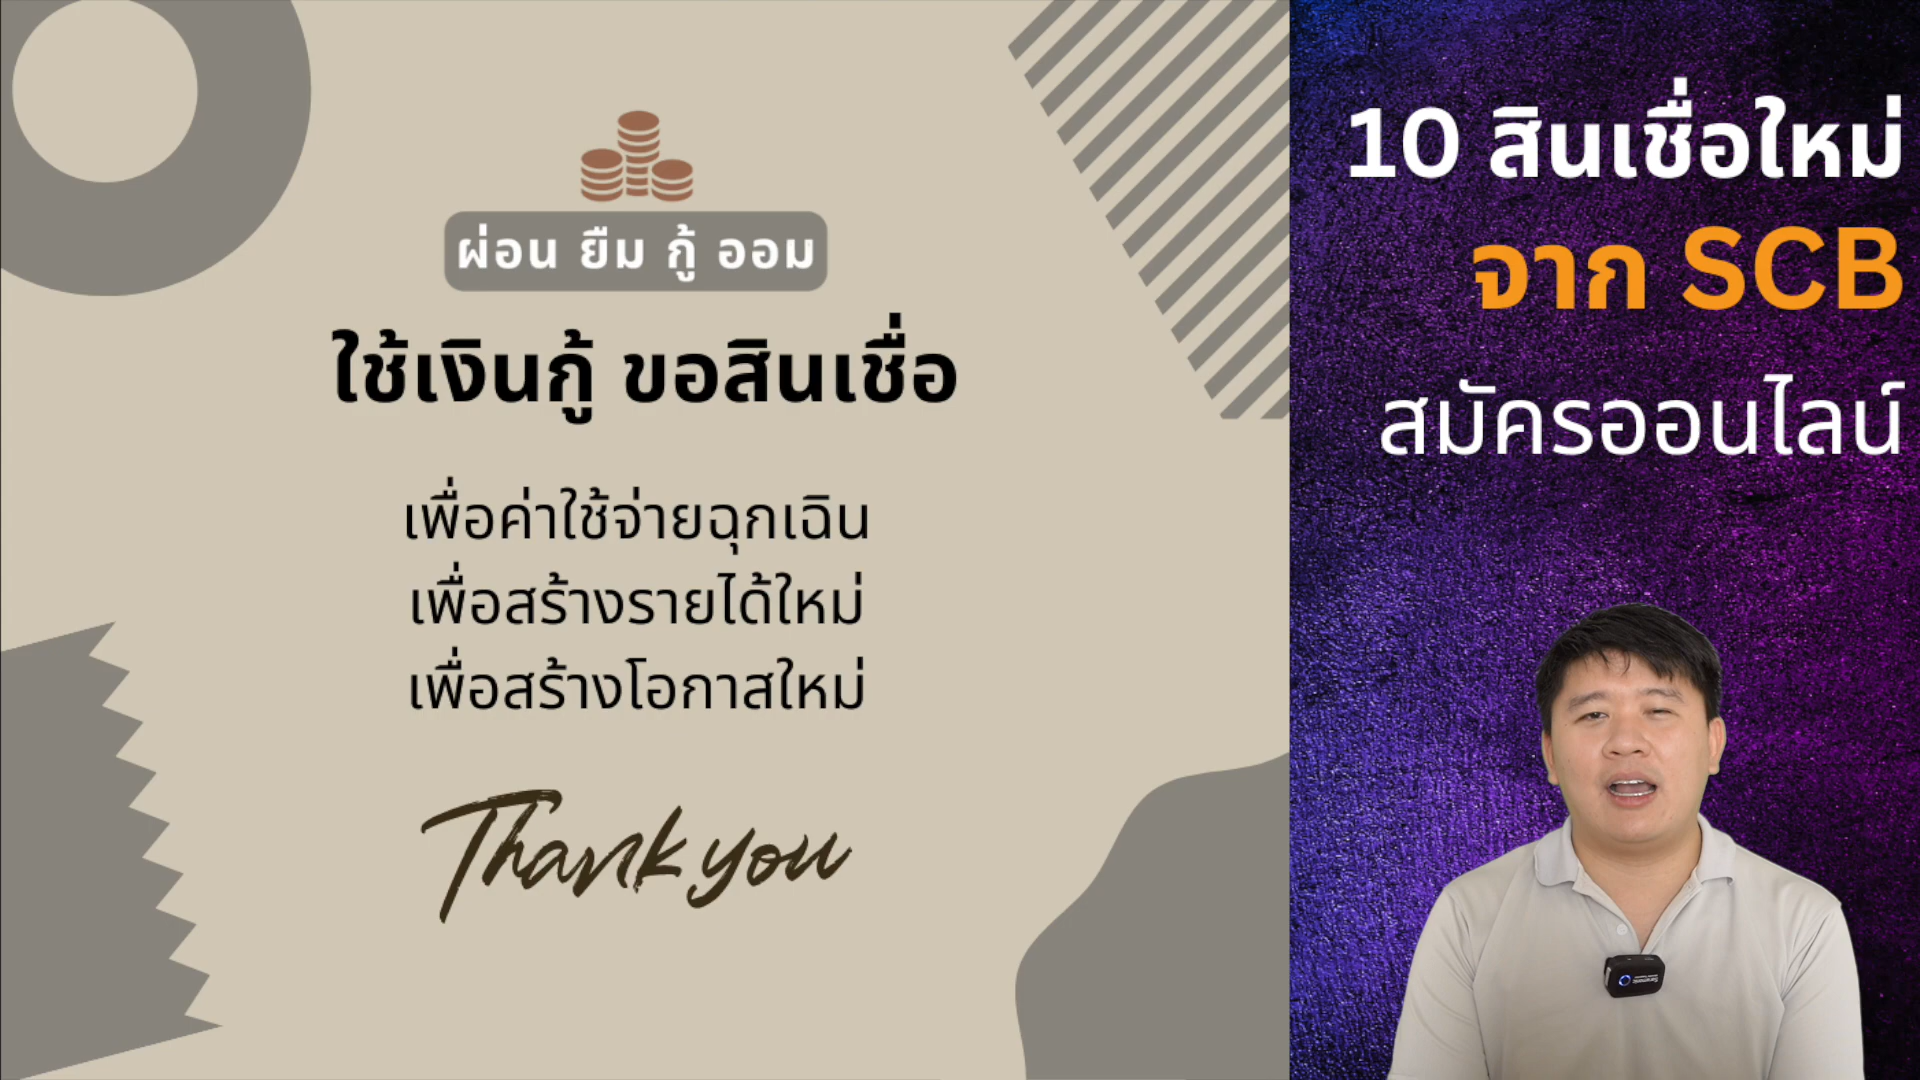 ผ่อน ยืม กู้ ออม
ใช้เงินกู้ ขอสินเชื่อ
เพื่อค่าใช้จ่ายฉุกเฉิน
เพื่อสร้างรายได้ใหม่
เพื่อสร้างโอกาสใหม่
Thank you
10 สินเชื่อใหม่
จาก SCB
สมัครออนไลน์